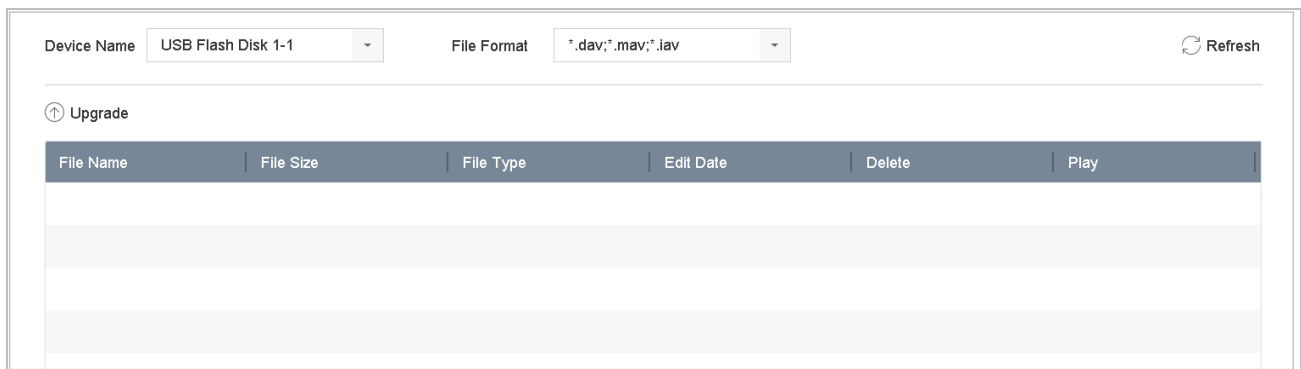 Device Name USB Flash Disk 1-1 File Format *.dav;*.mav;*.iav Refresh
Upgrade
File Name File Size File Type Edit Date Delete Play